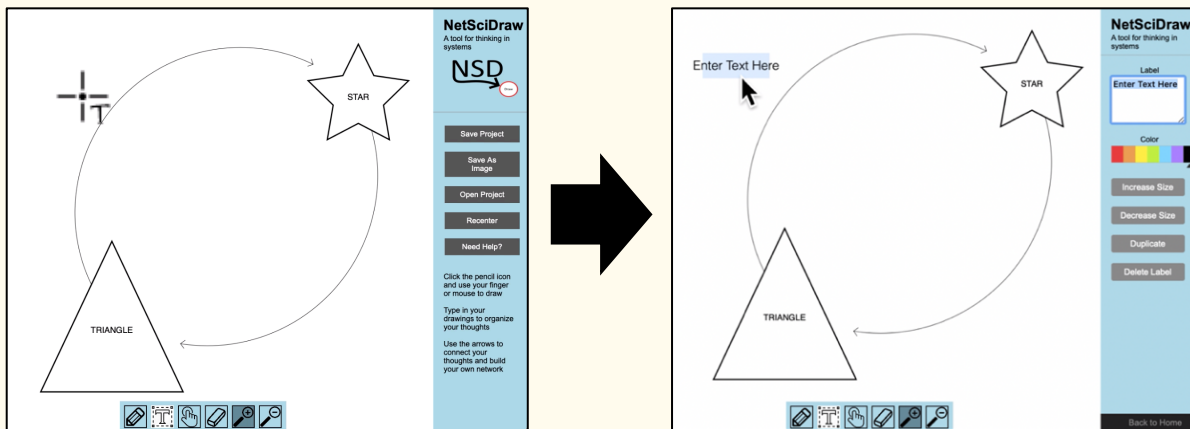 NetSciDraw
A tool for thinking in
systems
NSD
STAR
T
Save Project
Save As
Image
Open Project
Recenter
Need Help?
Click the pencil icon
and use your finger
or mouse to draw
Type in your
drawings to organize
your thoughts
Use the arrows to
connect your
thoughts and build
your own network
TRIANGLE
T
NetSciDraw
A tool for thinking in
systems
Enter Text Here
STAR
Label
Enter Text Here
Color
Increase Size
Decrease Size
Duplicate
Delete Label
TRIANGLE
T
Back to Home